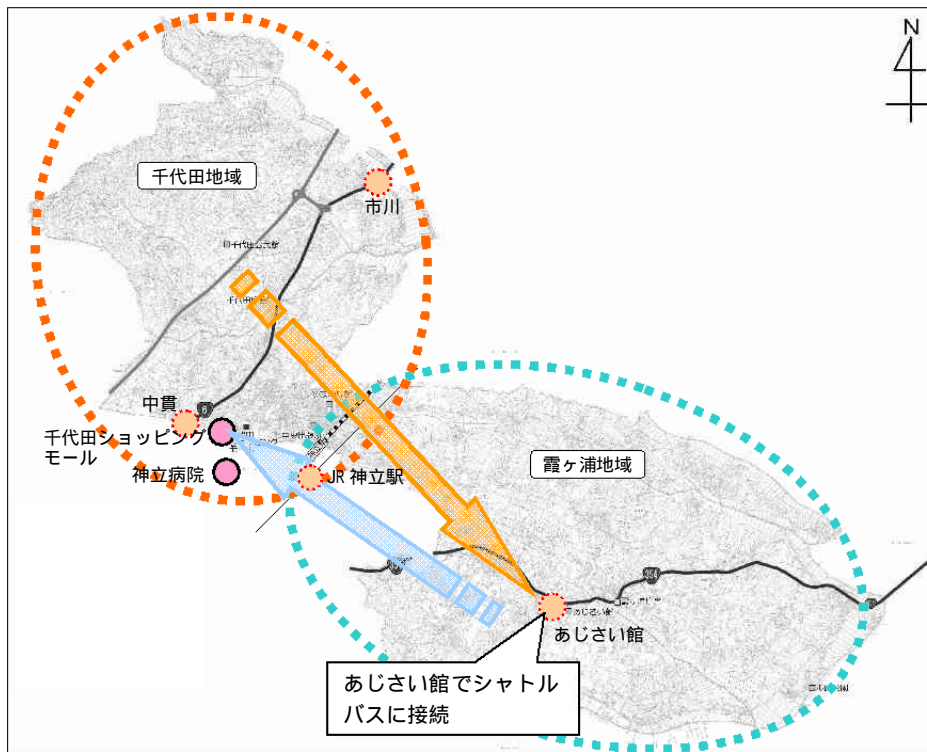 N
千代田地域
市川
中貫
6
千代田ショッピング
モール
神立病院
JR 神立駅
霞ヶ浦地域
354
あじさい館
あじさい館でシャトル
バスに接続